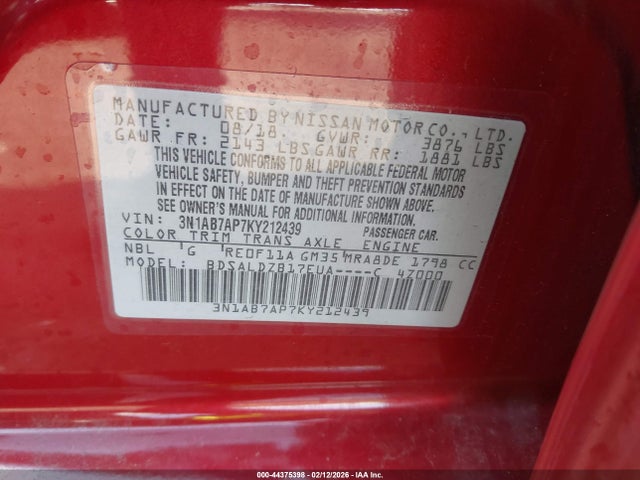 MANUFACTURED BY NISSAN MOTOR CO., LTD.
DATE: 08/18 GVWR: 3876 LBS
GAWR FR: 2143 LBS GAWR RR: 1881 LBS
THIS VEHICLE CONFORMS TO ALL APPLICABLE FEDERAL MOTOR
VEHICLE SAFETY, BUMPER AND THEFT PREVENTION STANDARDS
IN EFFECT ON THE DATE OF MANUFACTURE SHOWN ABOVE.
SEE OWNER'S MANUAL FOR ADDITIONAL INFORMATION.
VIN: 3N1AB7AP7KY212439 PASSENGER CAR.
COLOR TRIM TRANS AXLE ENGINE
NBL G RE0F11A GM35 MRA8DE 1798 CC
MODEL: BDSALDZB17EUA----C 4Z000
3N1AB7AP7KY212439
000-44375398 - 02/12/2026 - IAA Inc.